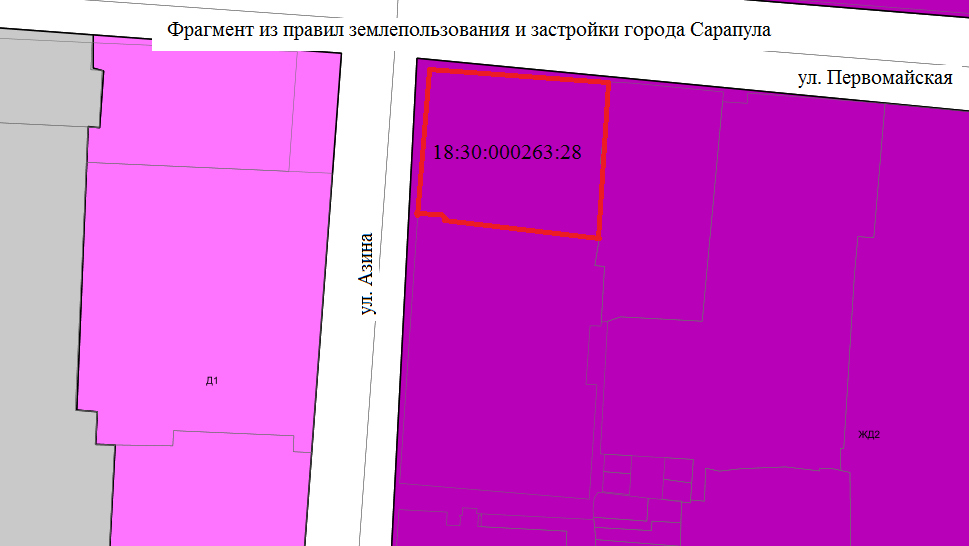 Фрагмент из правил землепользования и застройки города Сарапула
ул. Первомайская
18:30:000263:28
ул. Азина
Д1
ЖД2